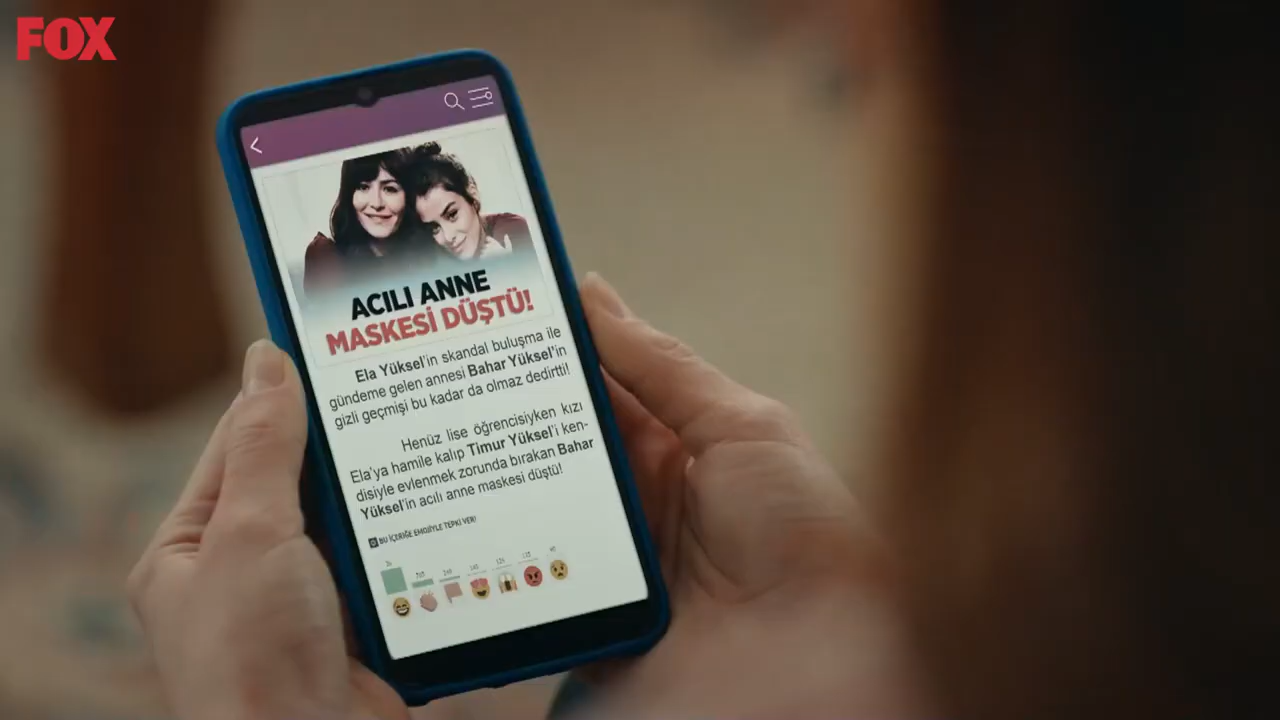 FOX
ACILI ANNE
MASKESİ DÜŞTÜ!
Ela Yüksel'in skandal buluşma ile
gündeme gelen annesi Bahar Yüksel'in
gizli geçmişi bu kadar da olmaz dedirtti!
Henüz lise öğrencisiyken kızı
Ela'ya hamile kalıp Timur Yüksel'i ken-
disiyle evlenmek zorunda bırakan Bahar
Yüksel'in acılı anne maskesi düştü!
BU İÇERİĞE EMOJİYLE TEPKİ VER!